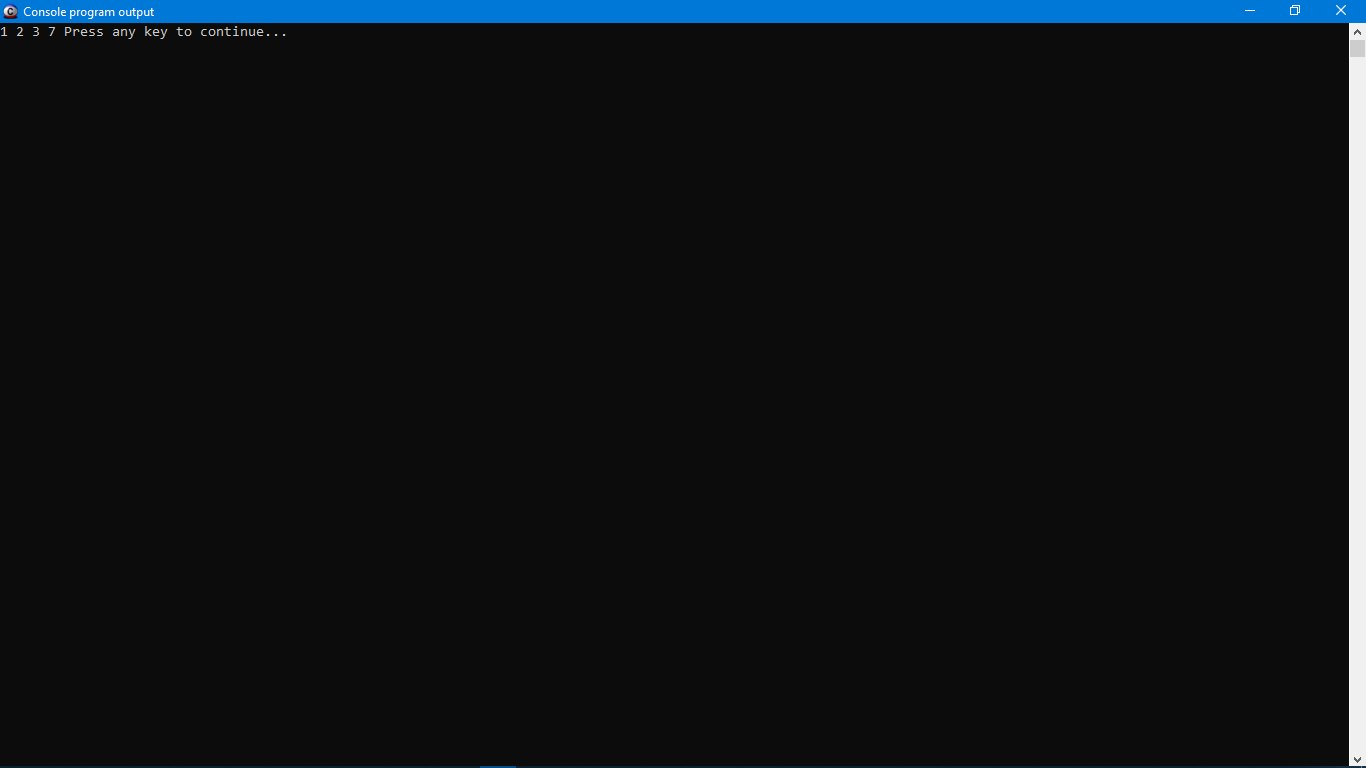 Console program output
1 2 3 7 Press any key to continue...